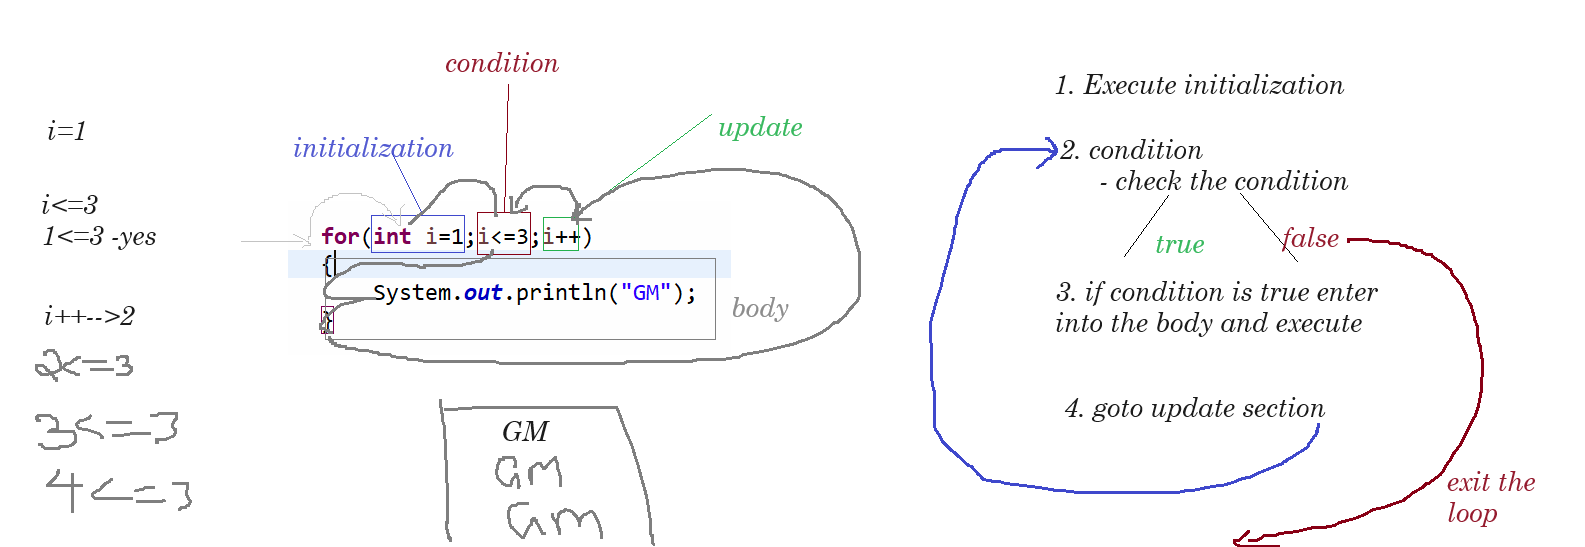 i=1
i<=3
1<=3 -yes
i++-->2
2<=3
3<=3
4<=3
condition
initialization
update
for(int i=1;i<=3;i++)
{
System.out.println("GM");
}
body
GM
GM
GM
1. Execute initialization
2. condition
- check the condition
true
false
3. if condition is true enter
into the body and execute
4. goto update section
exit the
loop